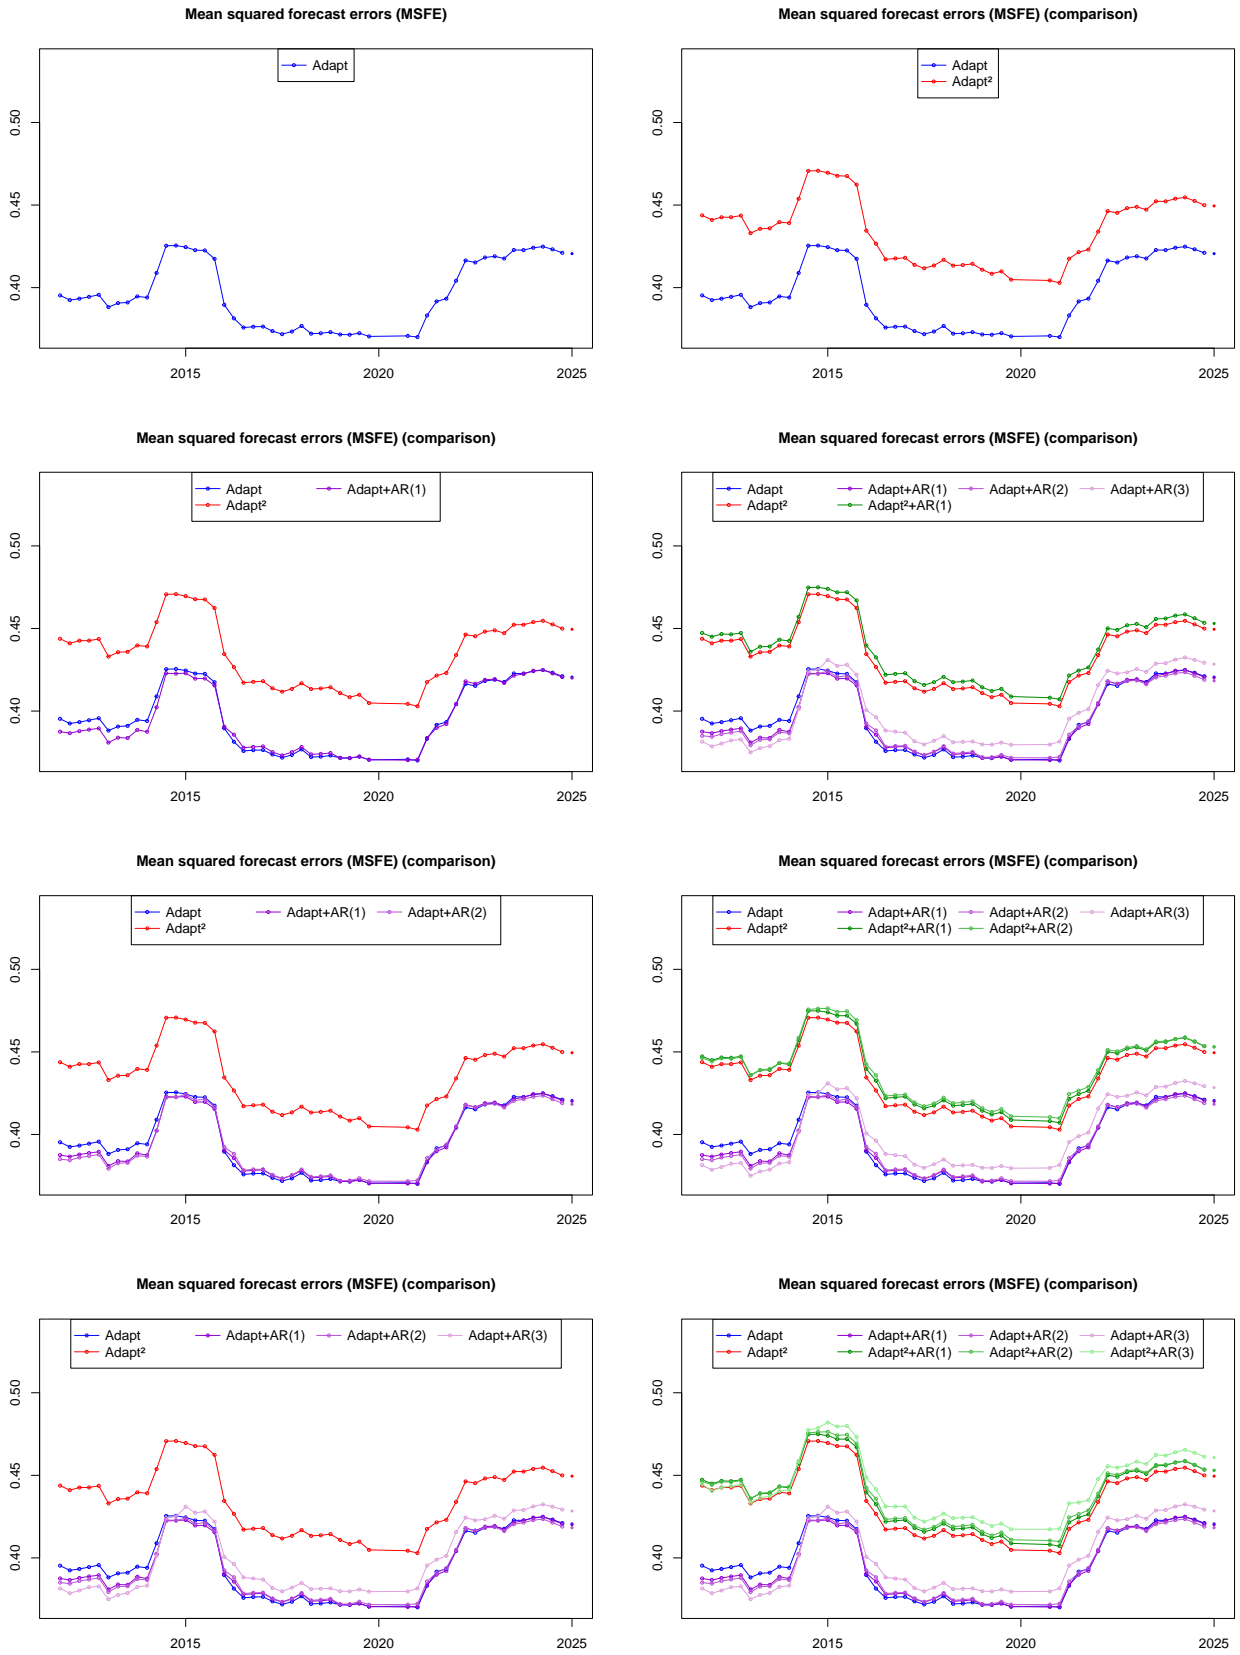 Mean squared forecast errors (MSFE)
Adapt
0.50
0.45
0.40
2015
2020
2025
Mean squared forecast errors (MSFE) (comparison)
Adapt
Adapt²
0.50
0.45
0.40
2015
2020
2025
Mean squared forecast errors (MSFE) (comparison)
Adapt Adapt+AR(1)
Adapt²
0.50
0.45
0.40
2015
2020
2025
Mean squared forecast errors (MSFE) (comparison)
Adapt Adapt+AR(1) Adapt+AR(2) Adapt+AR(3)
Adapt² Adapt²+AR(1)
0.50
0.45
0.40
2015
2020
2025
Mean squared forecast errors (MSFE) (comparison)
Adapt Adapt+AR(1) Adapt+AR(2)
Adapt²
0.50
0.45
0.40
2015
2020
2025
Mean squared forecast errors (MSFE) (comparison)
Adapt Adapt+AR(1) Adapt+AR(2) Adapt+AR(3)
Adapt² Adapt²+AR(1) Adapt²+AR(2)
0.50
0.45
0.40
2015
2020
2025
Mean squared forecast errors (MSFE) (comparison)
Adapt Adapt+AR(1) Adapt+AR(2) Adapt+AR(3)
Adapt²
0.50
0.45
0.40
2015
2020
2025
Mean squared forecast errors (MSFE) (comparison)
Adapt Adapt+AR(1) Adapt+AR(2) Adapt+AR(3)
Adapt² Adapt²+AR(1) Adapt²+AR(2) Adapt²+AR(3)
0.50
0.45
0.40
2015
2020
2025